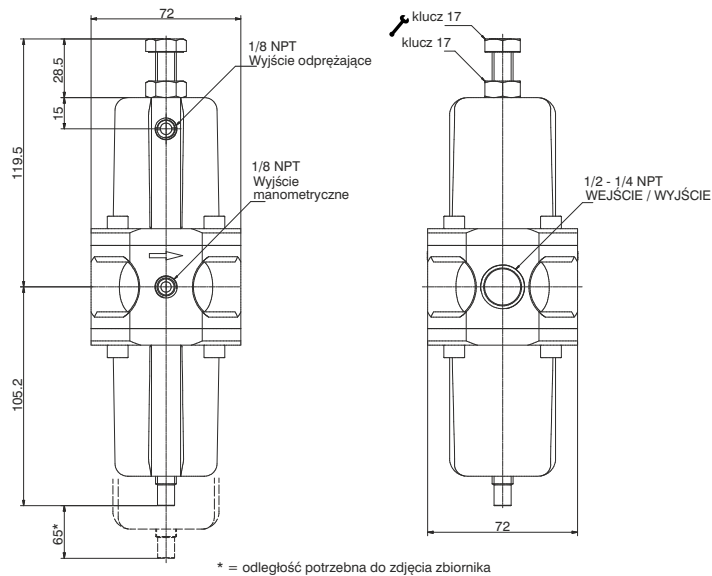 72
klucz 17
klucz 17
1/8 NPT
Wyjście odprężające
28.5
15
119.5
1/8 NPT
Wyjście
manometryczne
1/2 - 1/4 NPT
WEJŚCIE / WYJŚCIE
105.2
65*
72
* = odległość potrzebna do zdjęcia zbiornika